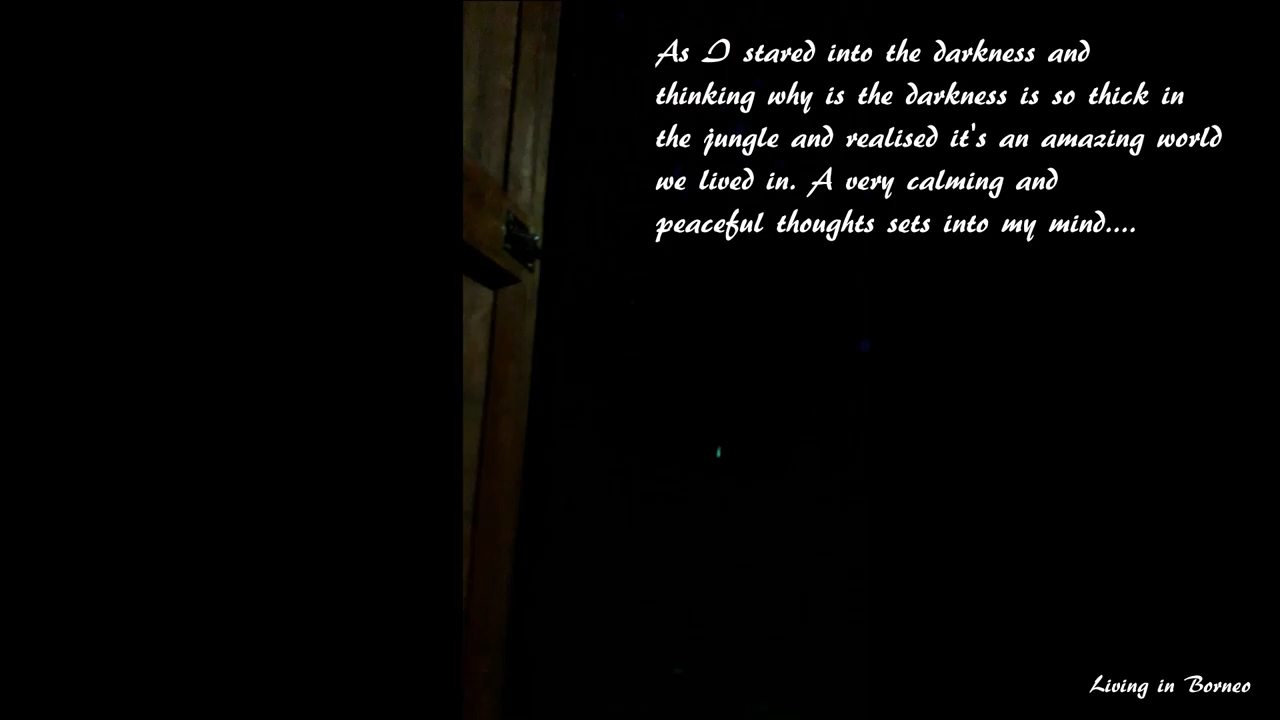 As I stared into the darkness and
thinking why is the darkness is so thick in
the jungle and realised it's an amazing world
we lived in. A very calming and
peaceful thoughts sets into my mind....
Living in Borneo